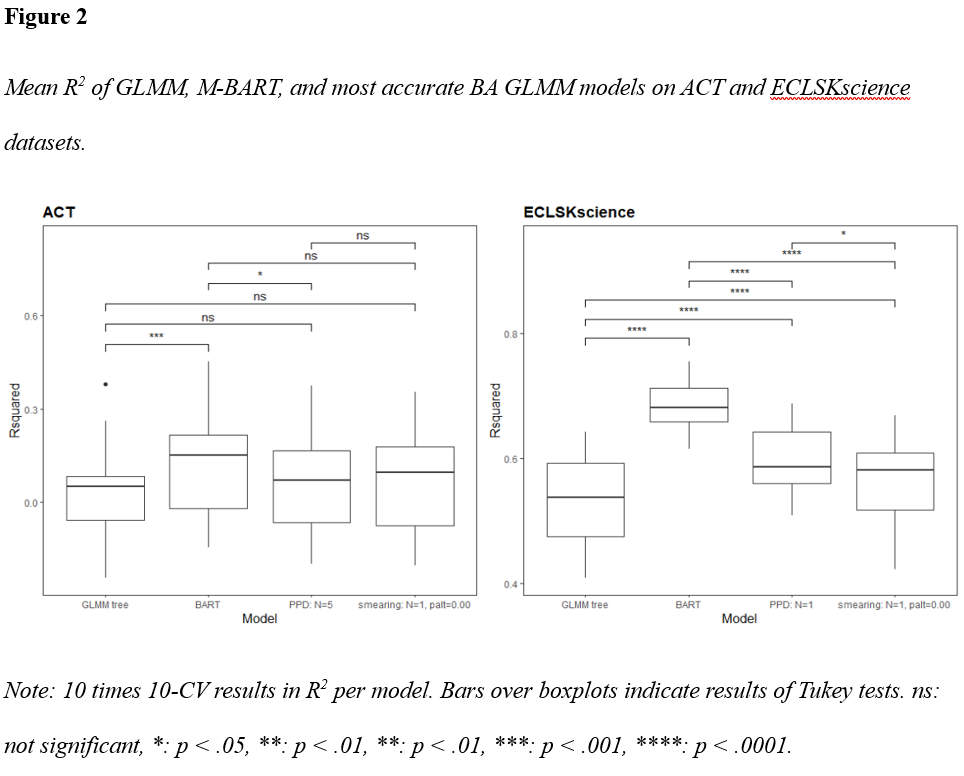 Figure 2
Mean R² of GLMM, M-BART, and most accurate BA GLMM models on ACT and ECLSKscience
datasets.
ACT
ns
ns
*
ns
ns
***
0.6
0.3
0.0
Rsquared
GLMM tree BART PPD: N=5 smearing: N=1, palt=0.00
Model
ECLSKscience
*
****
****
****
****
****
0.8
0.6
0.4
Rsquared
GLMM tree BART PPD: N=1 smearing: N=1, palt=0.00
Model
Note: 10 times 10-CV results in R² per model. Bars over boxplots indicate results of Tukey tests. ns:
not significant, *: p < .05, **: p < .01, **: p < .01, ***: p < .001, ****: p < .0001.